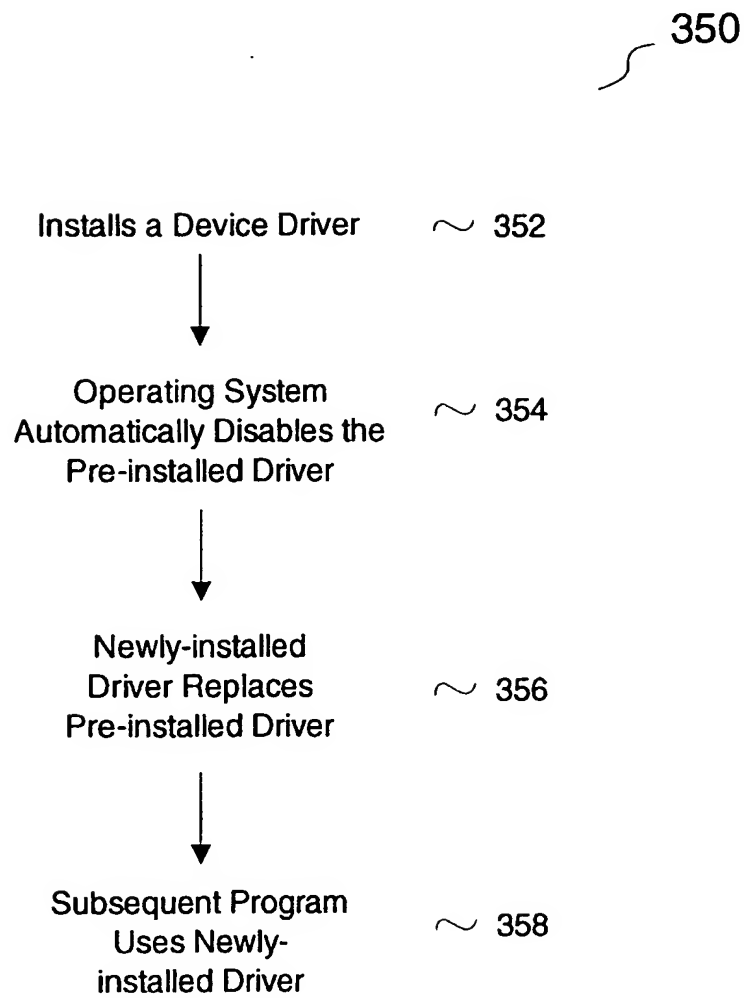 350
Installs a Device Driver
352
Operating System
Automatically Disables the
Pre-installed Driver
354
Newly-installed
Driver Replaces
Pre-installed Driver
356
Subsequent Program
Uses Newly-
installed Driver
358